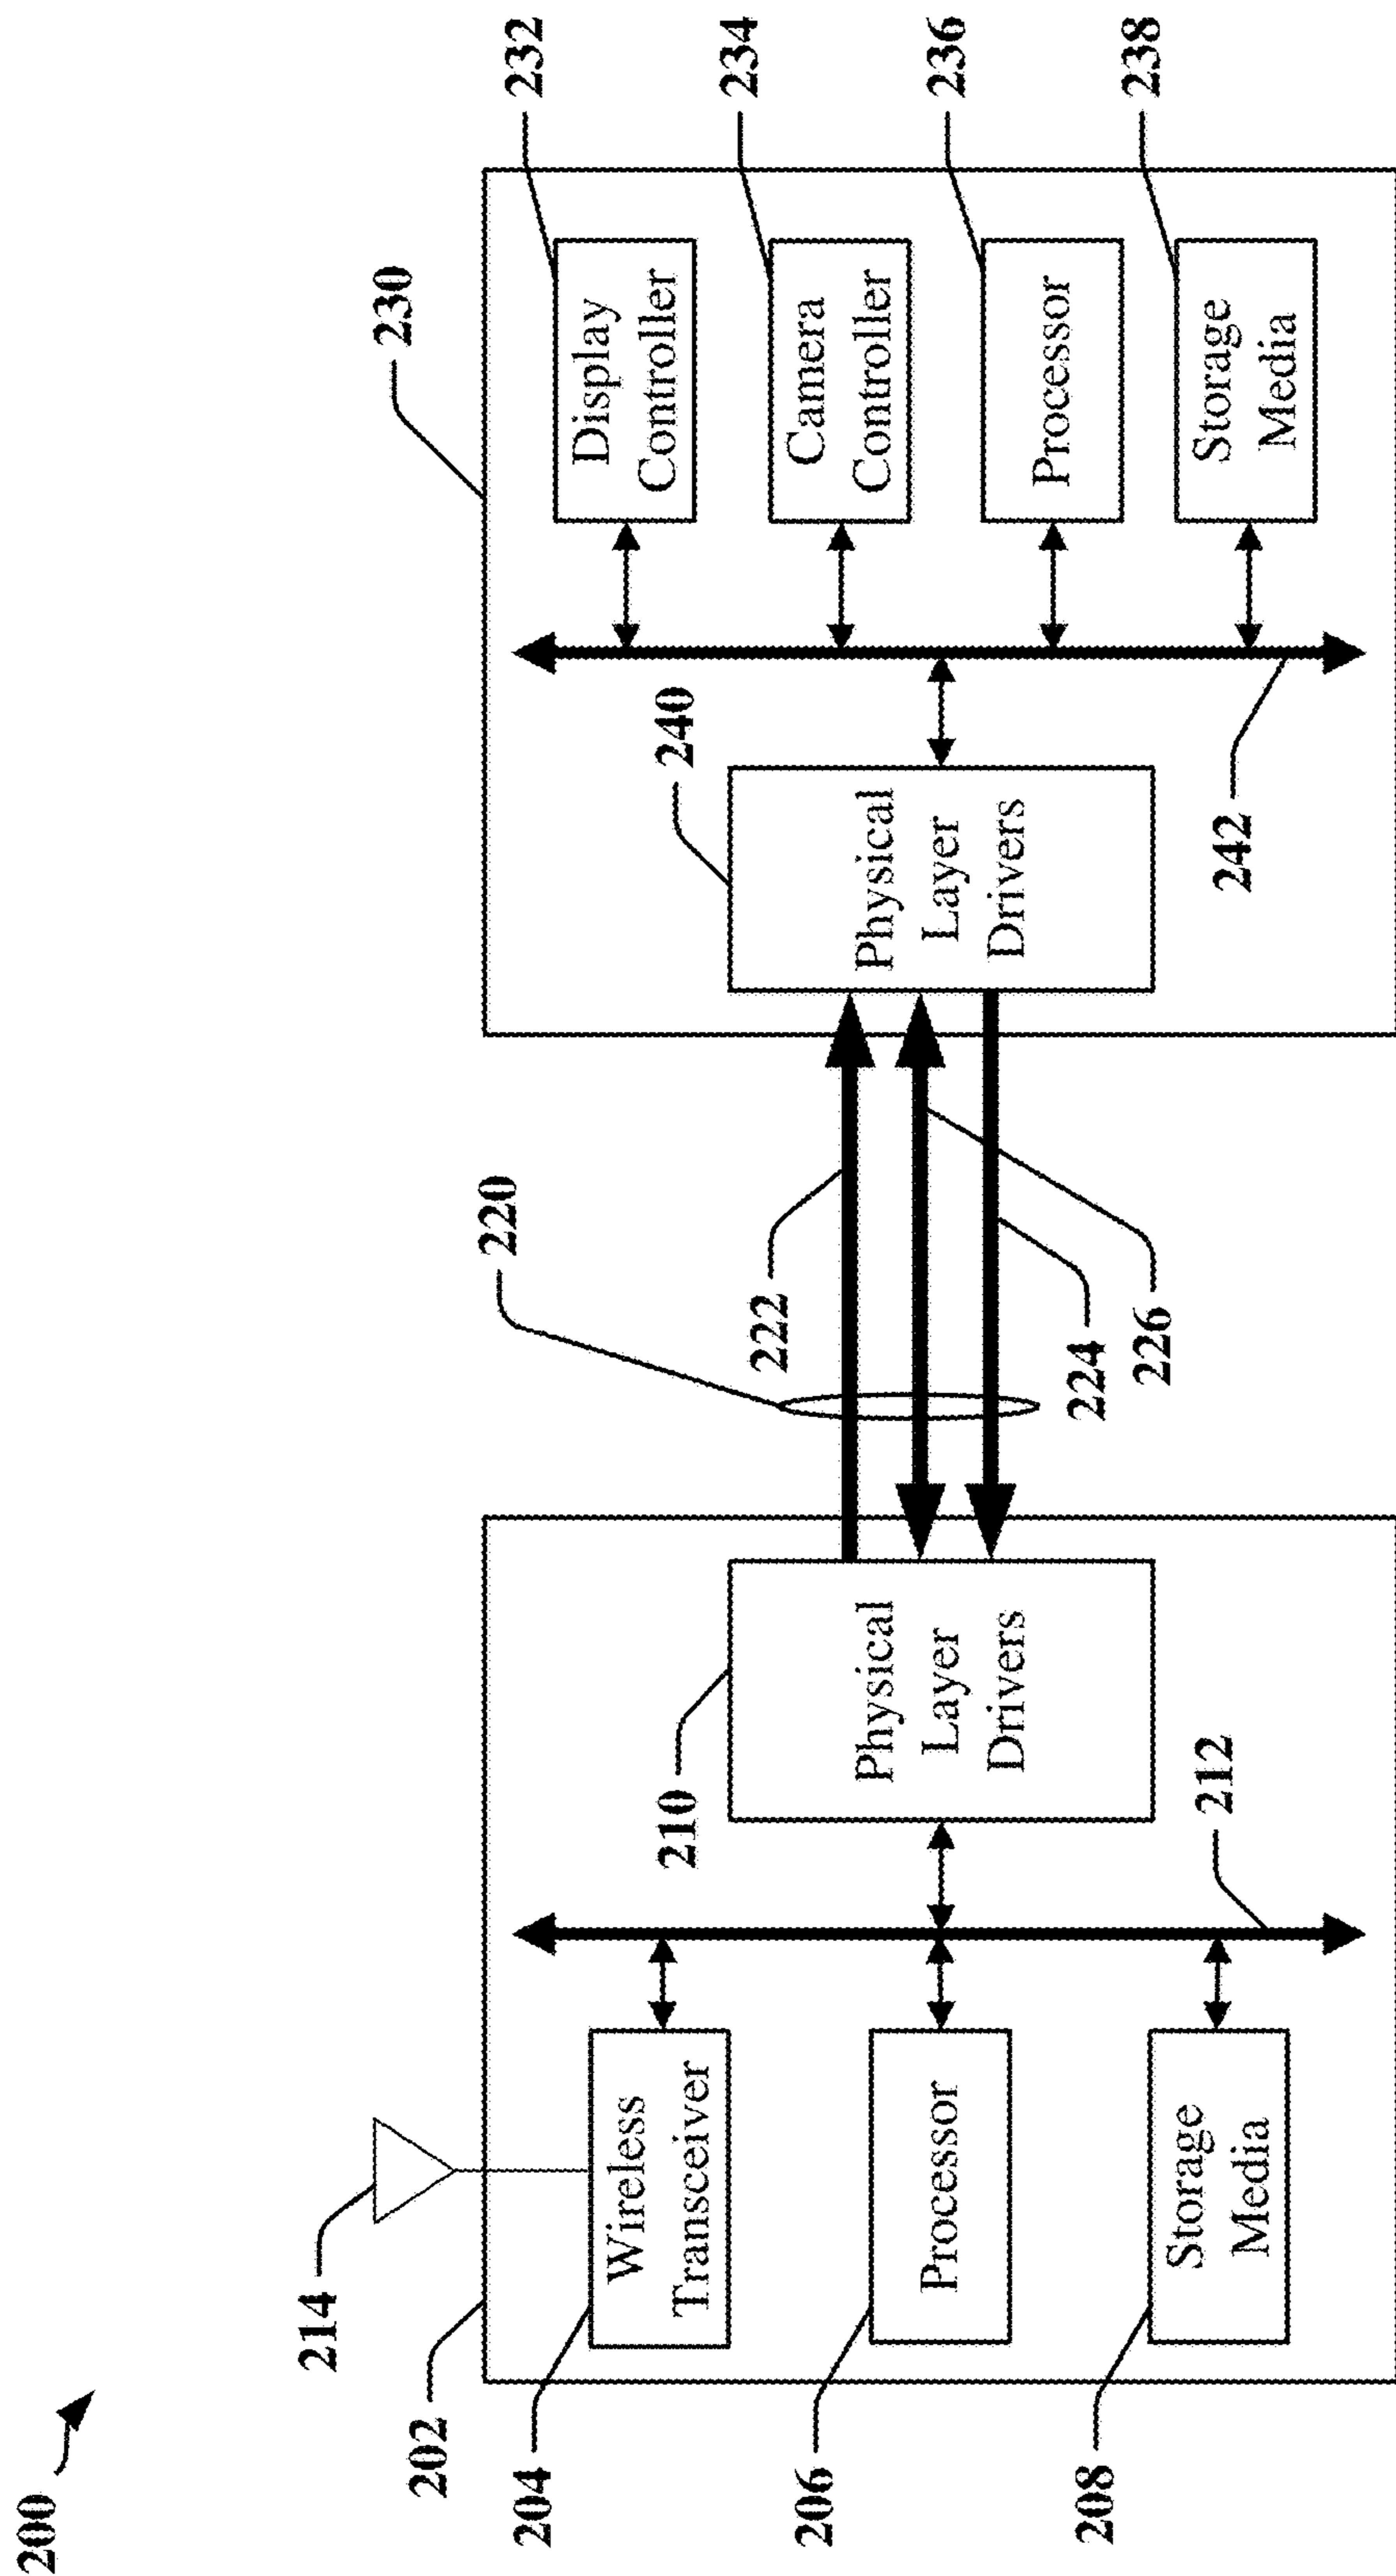 200
214
202
204
Wireless
Transceiver
206
Processor
208
Storage
Media
210
Physical
Layer
Drivers
212
220
222
224
226
230
240
Physical
Layer
Drivers
242
232
Display
Controller
234
Camera
Controller
236
Processor
238
Storage
Media